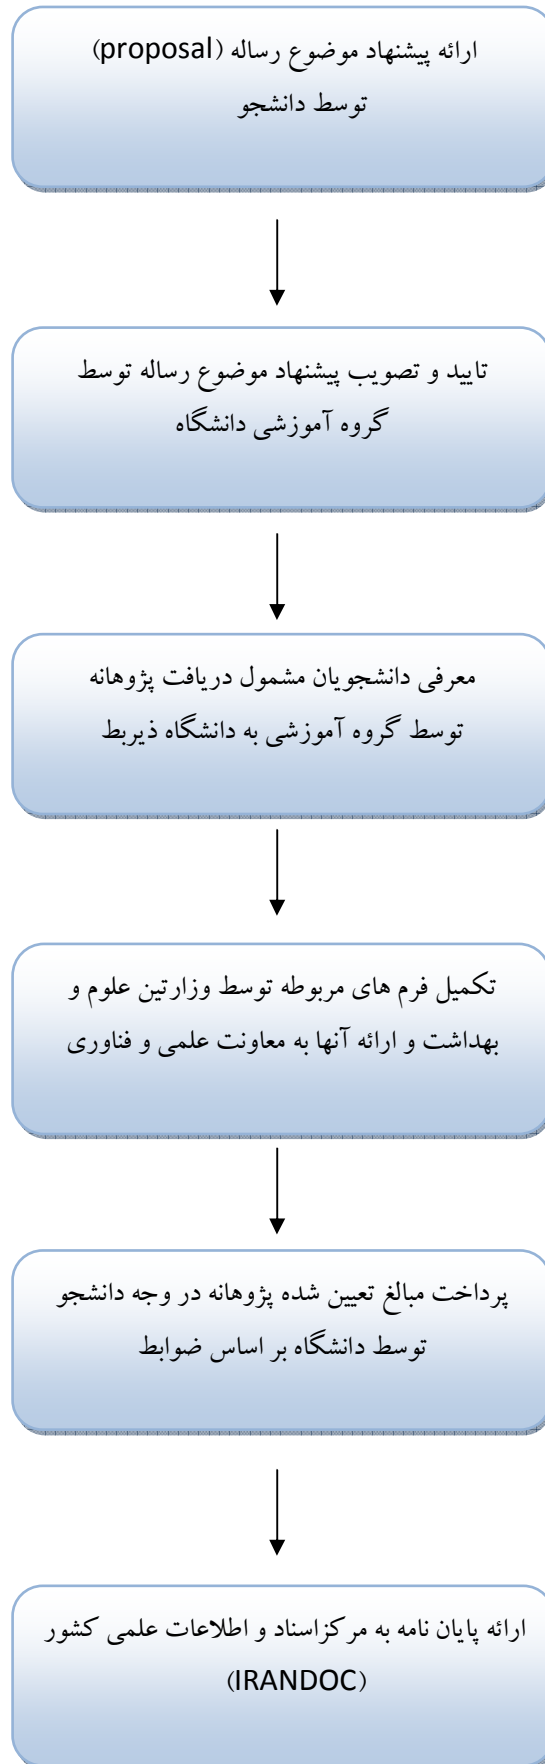 ارائه پیشنهاد موضوع رساله (proposal)
توسط دانشجو
تایید و تصویب پیشنهاد موضوع رساله توسط
گروه آموزشی دانشگاه
معرفی دانشجویان مشمول دریافت پژوهانه
توسط گروه آموزشی به دانشگاه ذیربط
تکمیل فرم های مربوطه توسط وزارتین علوم و
بهداشت و ارائه آنها به معاونت علمی و فناوری
پرداخت مبالغ تعیین شده پژوهانه در وجه دانشجو
توسط دانشگاه بر اساس ضوابط
ارائه پایان نامه به مرکزاسناد و اطلاعات علمی کشور
(IRANDOC)